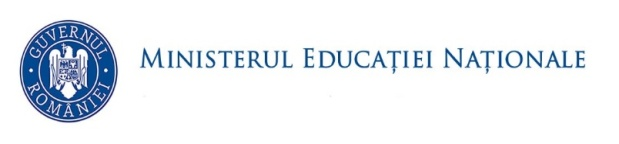 GUVERNUL
ROMÂNIEI
MINISTERUL EDUCAȚIEI NAȚIONALE